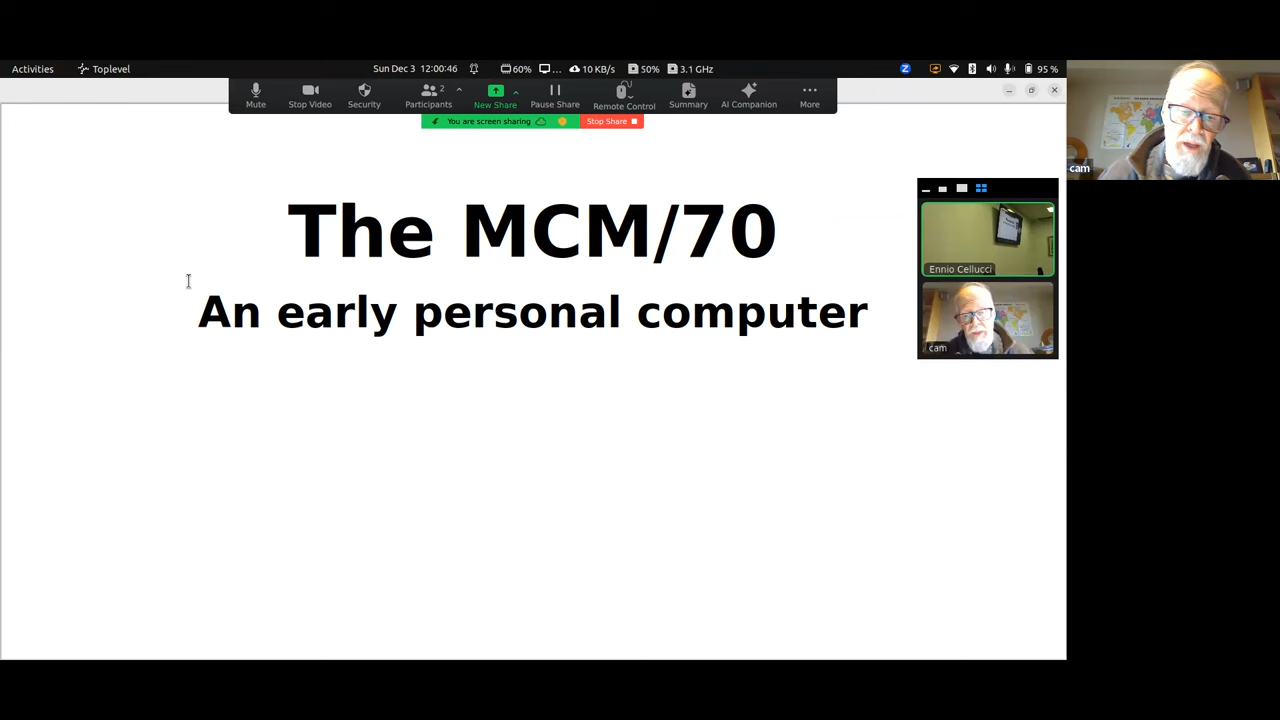 Activities
Toplevel
Sun Dec 3 12:00:46
60%
...
10 KB/s
50%
3.1 GHz
95 %
Mute
Stop Video
Security
2
Participants
New Share
Pause Share
Remote Control
Summary
AI Companion
More
You are screen sharing
Stop Share
The MCM/70
An early personal computer
Ennio Cellucci
cam
cam